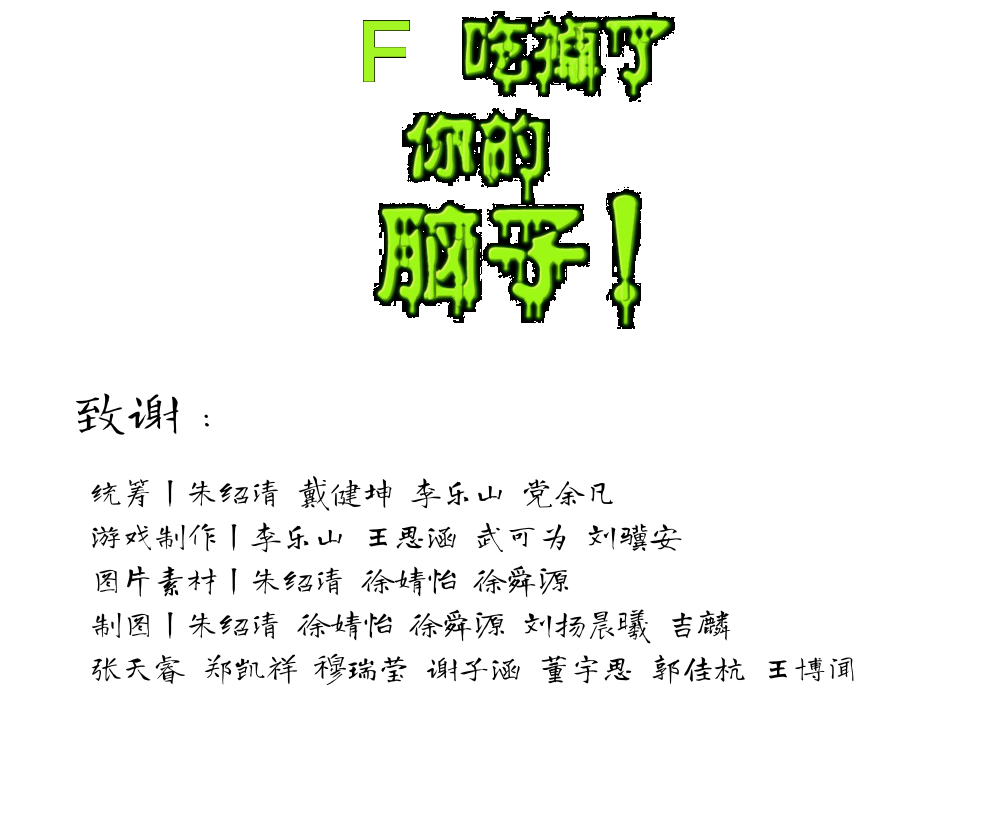 F 吃掉了
你的
脑子！
致谢：
统筹丨朱绍清 戴健坤 李乐山 党余凡
游戏制作丨李乐山 王思涵 武可为 刘骥安
图片素材丨朱绍清 徐婧怡 徐舜源
制图丨朱绍清 徐婧怡 徐舜源 刘扬晨曦 吉麟
张天睿 郑凯祥 穆瑞莹 谢子涵 董宇思 郭佳杭 王博闻